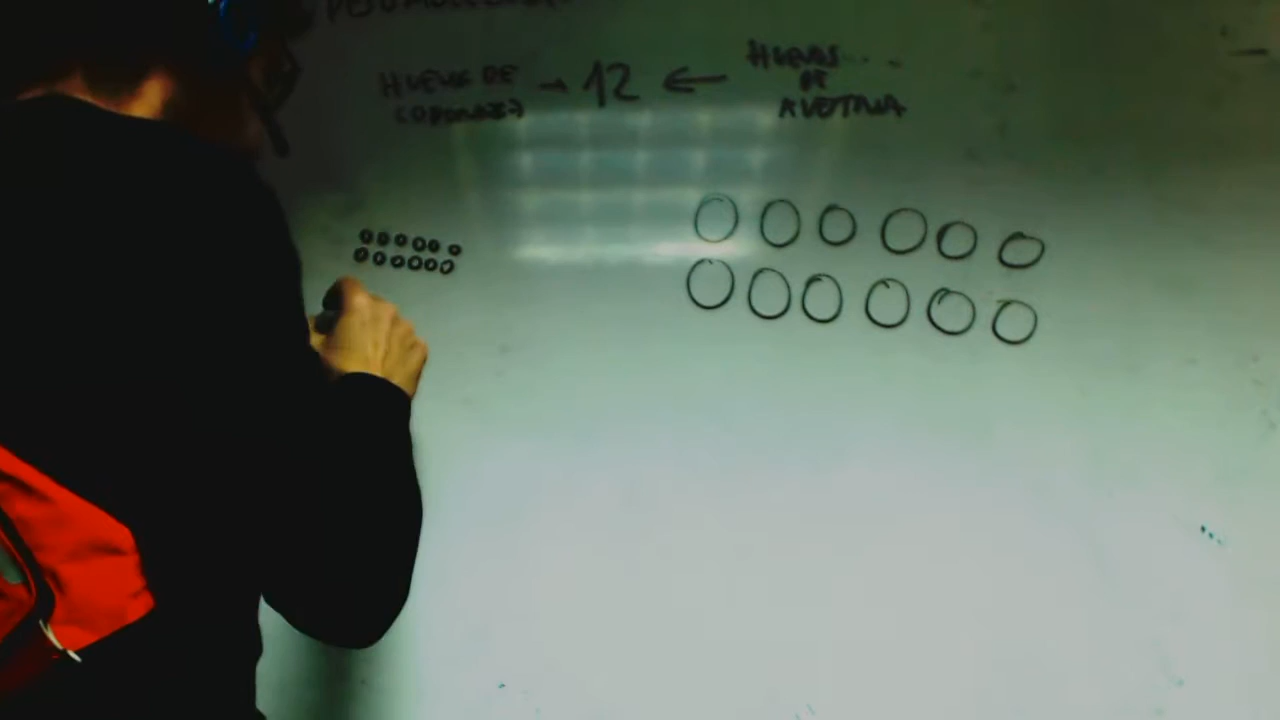 HUEVOS DE
CODORNIZ
→ 12 ←
HUEVOS
DE
AVESTRUZ